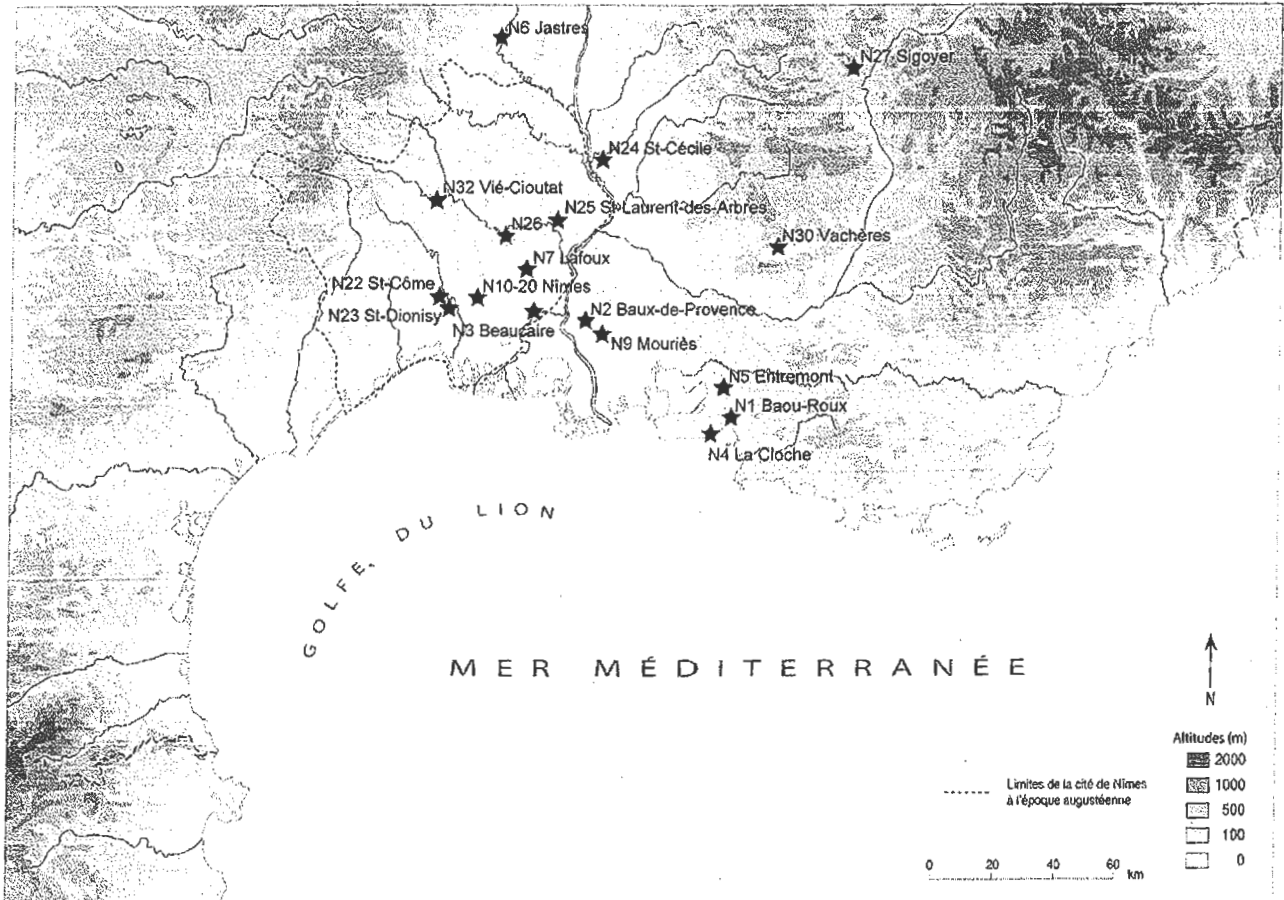 N6 Jastres
N27 Sigoyer
N24 St-Cécile
N32 Vié-Cioutat
N25 St-Laurent-des-Arbres
N26
N30 Vachères
N7 Lafoux
N22 St-Côme
N10-20 Nîmes
N23 St-Dionisy
N3 Beaucaire
N2 Baux-de-Provence
N9 Mouriès
N5 Entremont
N1 Baou-Roux
N4 La Cloche
GOLFE DU LION
MER MÉDITERRANÉE
N
Altitudes (m)
2000
1000
500
100
0
Limites de la cité de Nîmes
à l'époque augustéenne
0 20 40 60
km